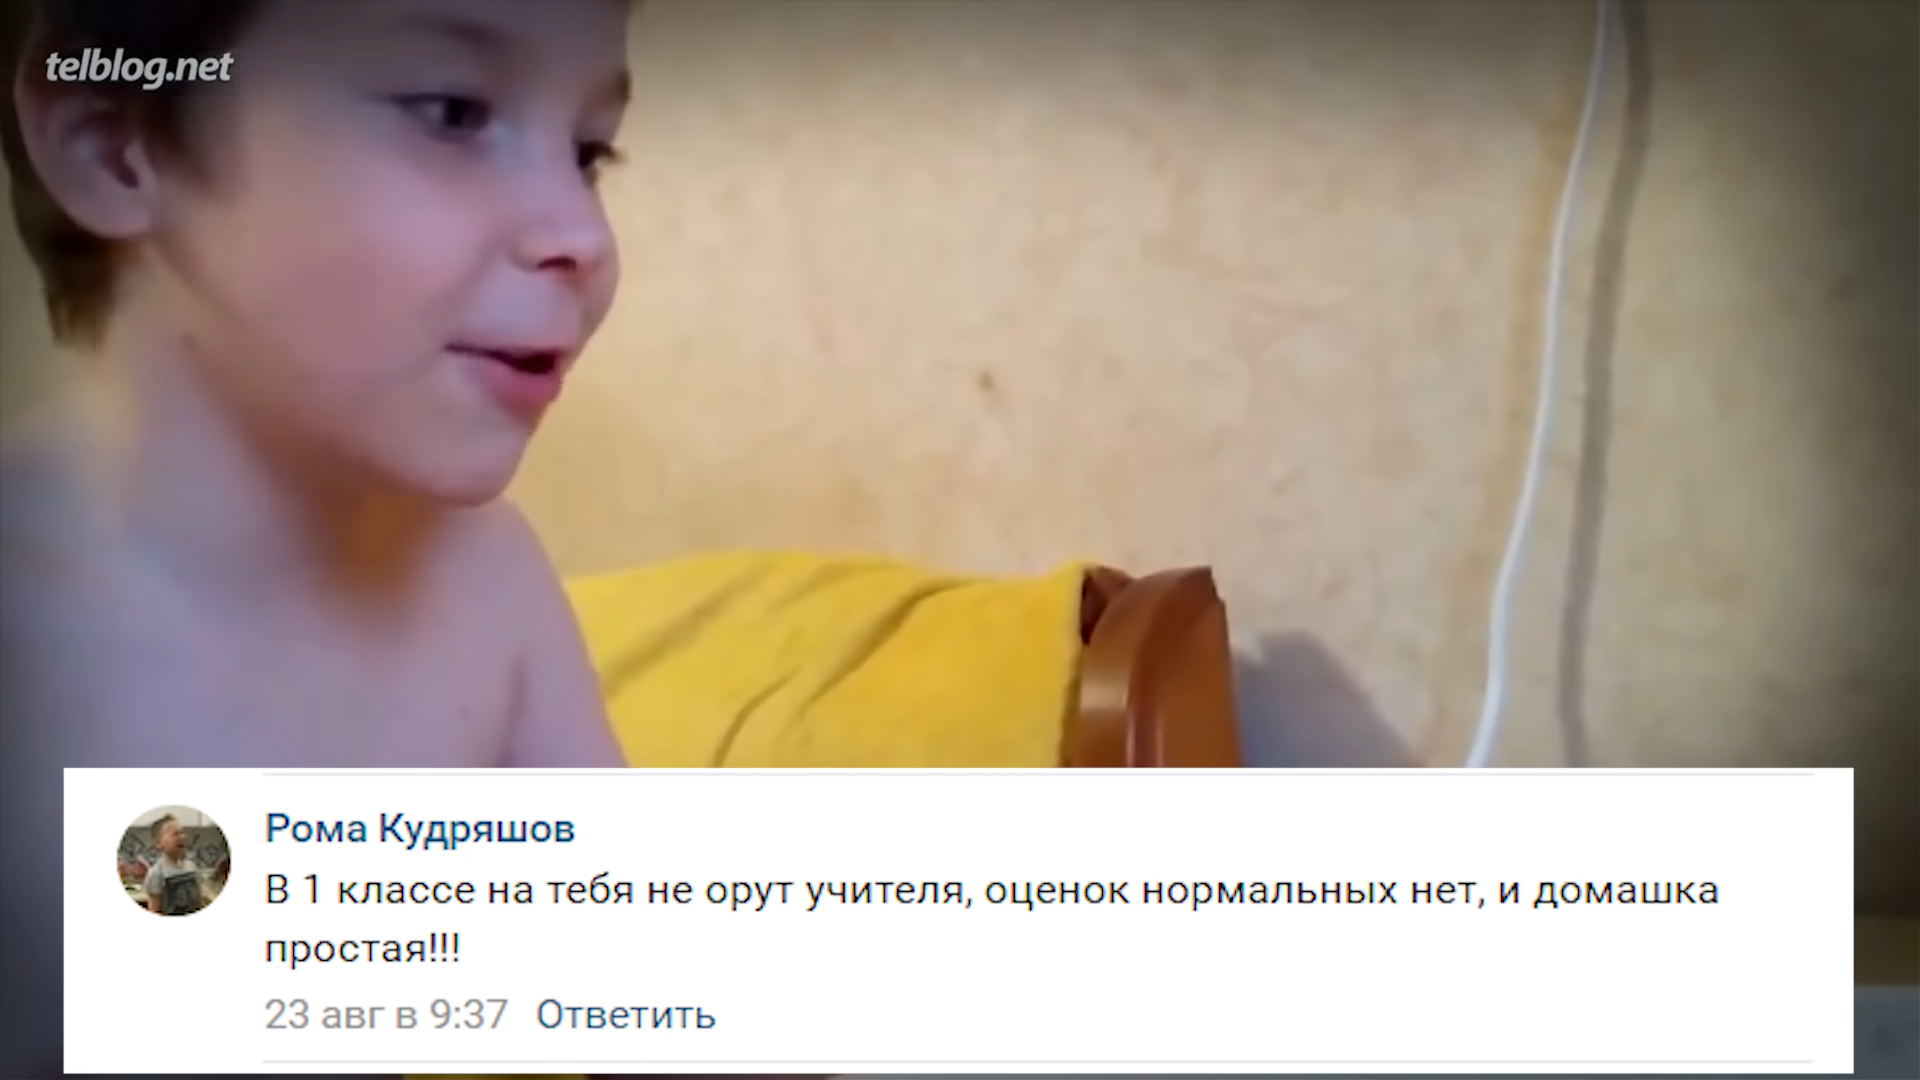 telblog.net
Рома Кудряшов
В 1 классе на тебя не орут учителя, оценок нормальных нет, и домашка
простая!!!
23 авг в 9:37 Ответить